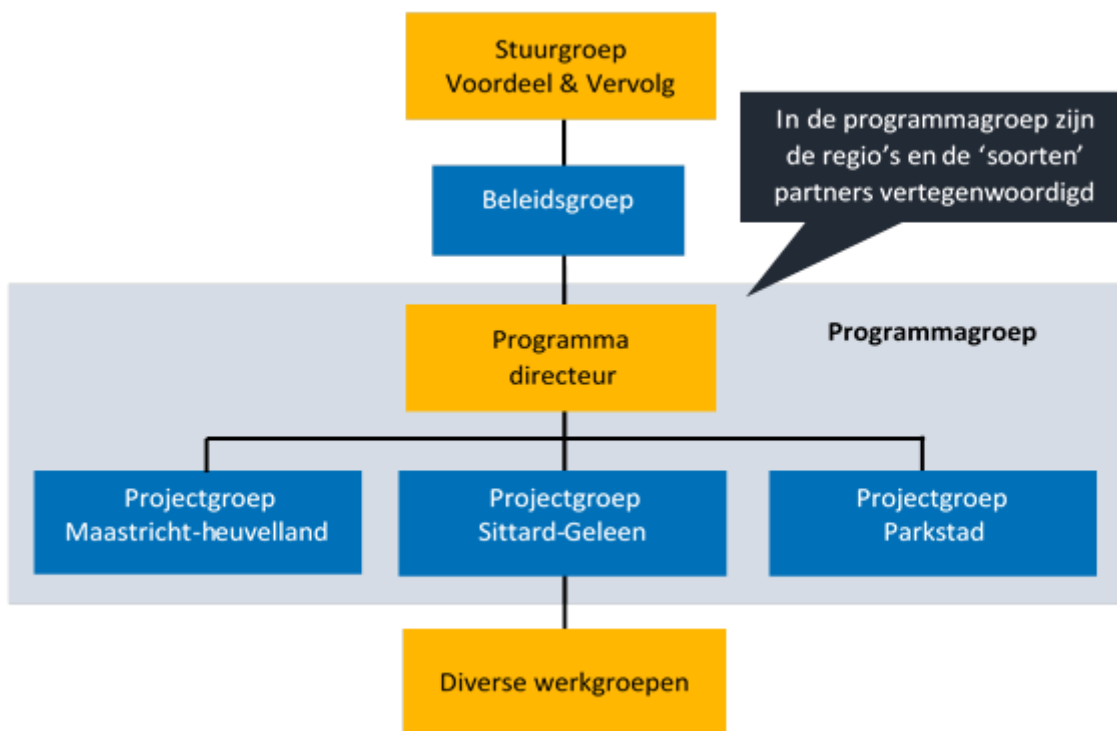 Stuurgroep
Voordeel & Vervolg
In de programmagroep zijn
de regio’s en de ‘soorten’
partners vertegenwoordigd
Beleidsgroep
Programma
directeur
Programmagroep
Projectgroep
Maastricht-heuvelland
Projectgroep
Sittard-Geleen
Projectgroep
Parkstad
Diverse werkgroepen